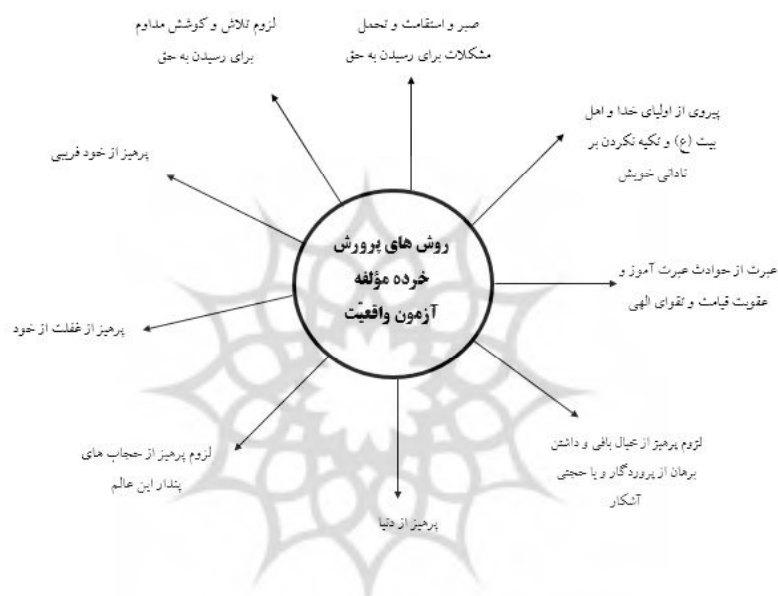 لزوم تلاش و کوشش مداوم
برای رسیدن به حق
صبر و استقامت و تحمل
مشکلات برای رسیدن به حق
پیروی از اولیای خدا و اهل
بیت (ع) و تکیه نکردن بر
نادانی خویش
پرهیز از خود فریبی
روش های پرورش
خرده مؤلفه
آزمون واقعیّت
عبرت از حوادث عبرت آموز و
عقوبت قیامت و تقوای الهی
پرهیز از غفلت از خود
لزوم پرهیز از خیال بافی و داشتن
برهان از پروردگار و یا حجتی
آشکار
لزوم پرهیز از حجاب های
پندار این عالم
پرهیز از دنیا